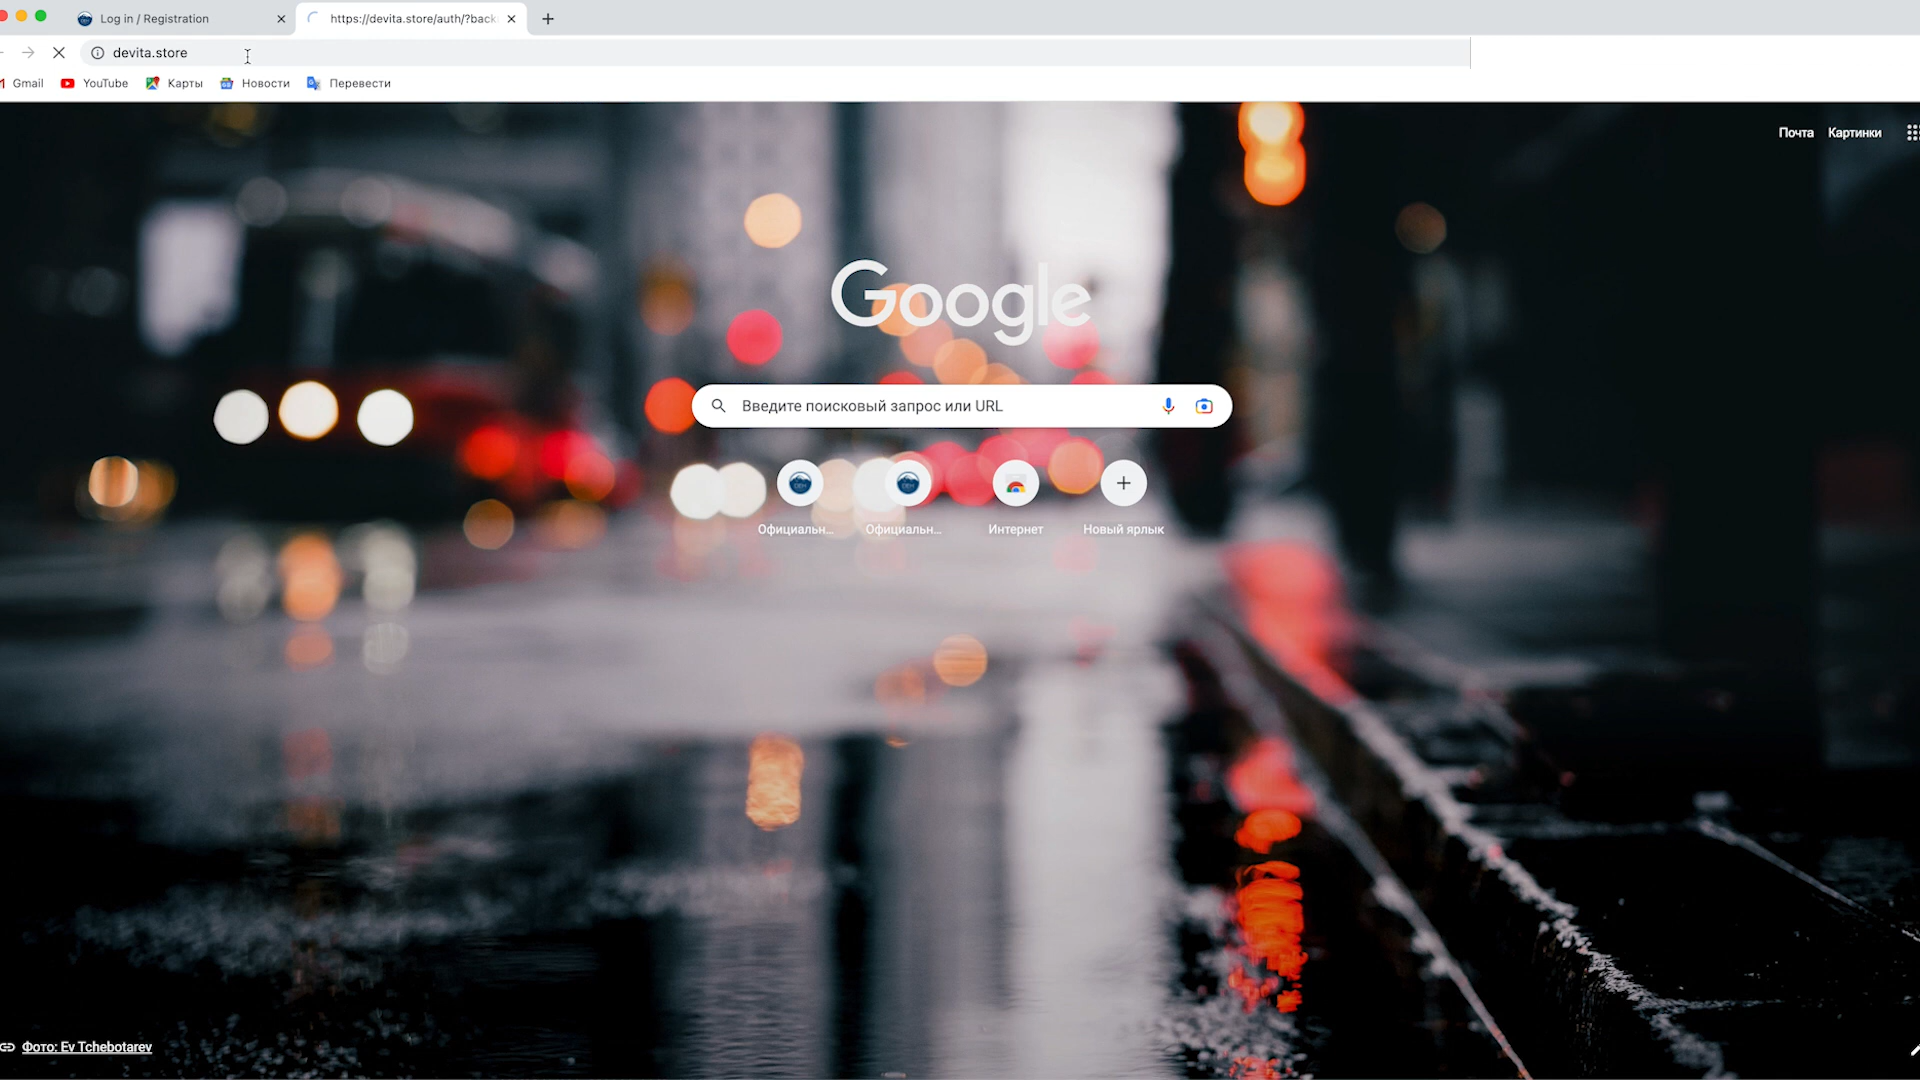 Log in / Registration
https://devita.store/auth/?back
devita.store
Gmail YouTube Карты Новости Перевести
Почта Картинки
Google
Введите поисковый запрос или URL
Официальн... Официальн... Интернет Новый ярлык
Фото: Ev Tchebotarev